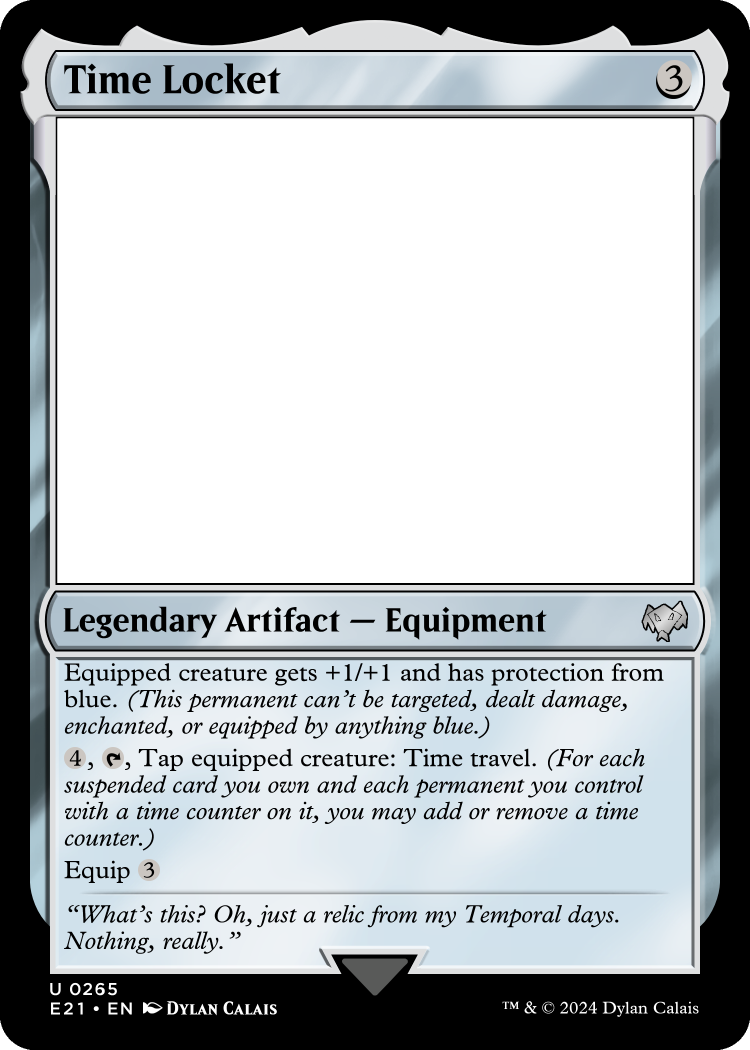 Time Locket 3
Legendary Artifact — Equipment
Equipped creature gets +1/+1 and has protection from
blue. (This permanent can’t be targeted, dealt damage,
enchanted, or equipped by anything blue.)
4, , Tap equipped creature: Time travel. (For each
suspended card you own and each permanent you control
with a time counter on it, you may add or remove a time
counter.)
Equip 3
“What’s this? Oh, just a relic from my Temporal days.
Nothing, really.”
U 0265
E21 • EN Dylan Calais
™ & © 2024 Dylan Calais